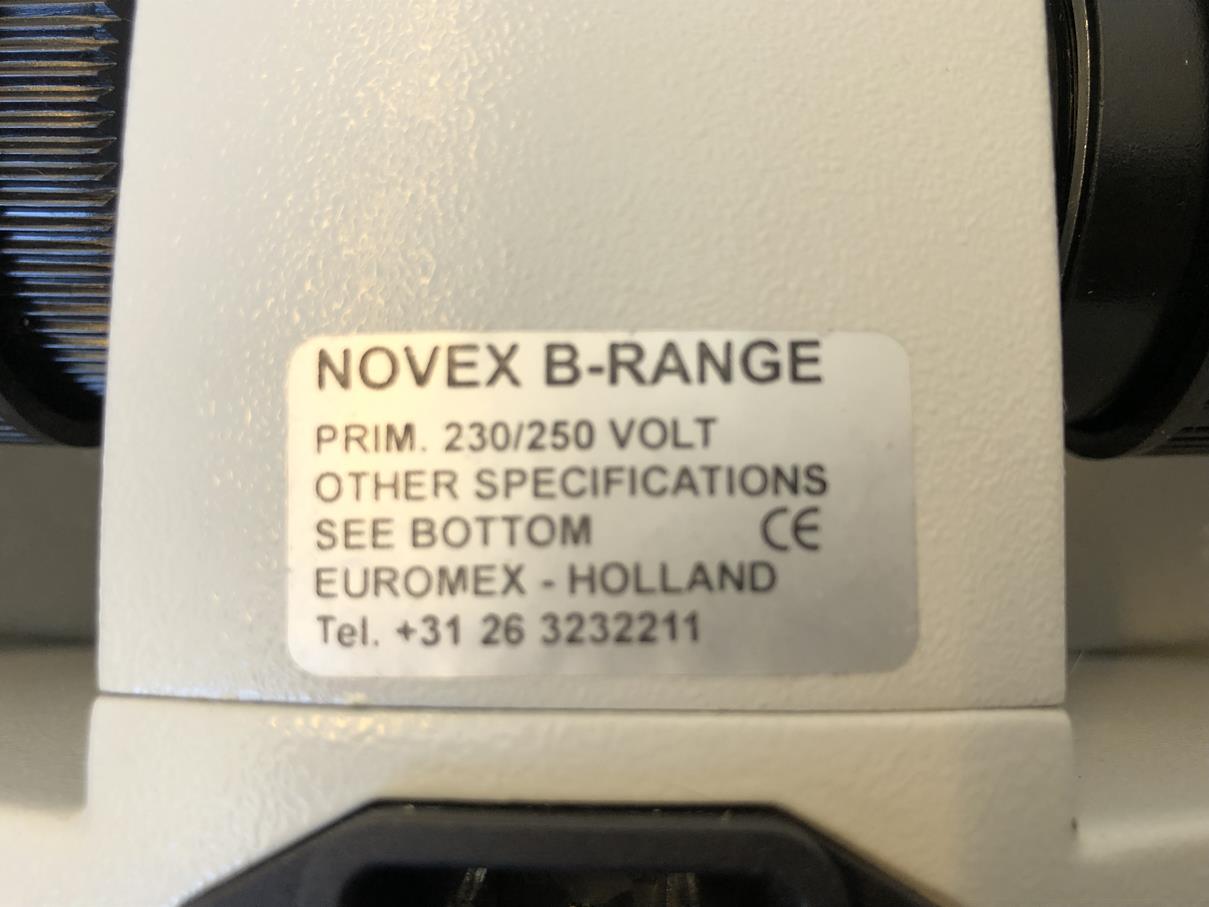 NOVEX B-RANGE
PRIM. 230/250 VOLT
OTHER SPECIFICATIONS
SEE BOTTOM CE
EUROMEX - HOLLAND
Tel. +31 26 3232211